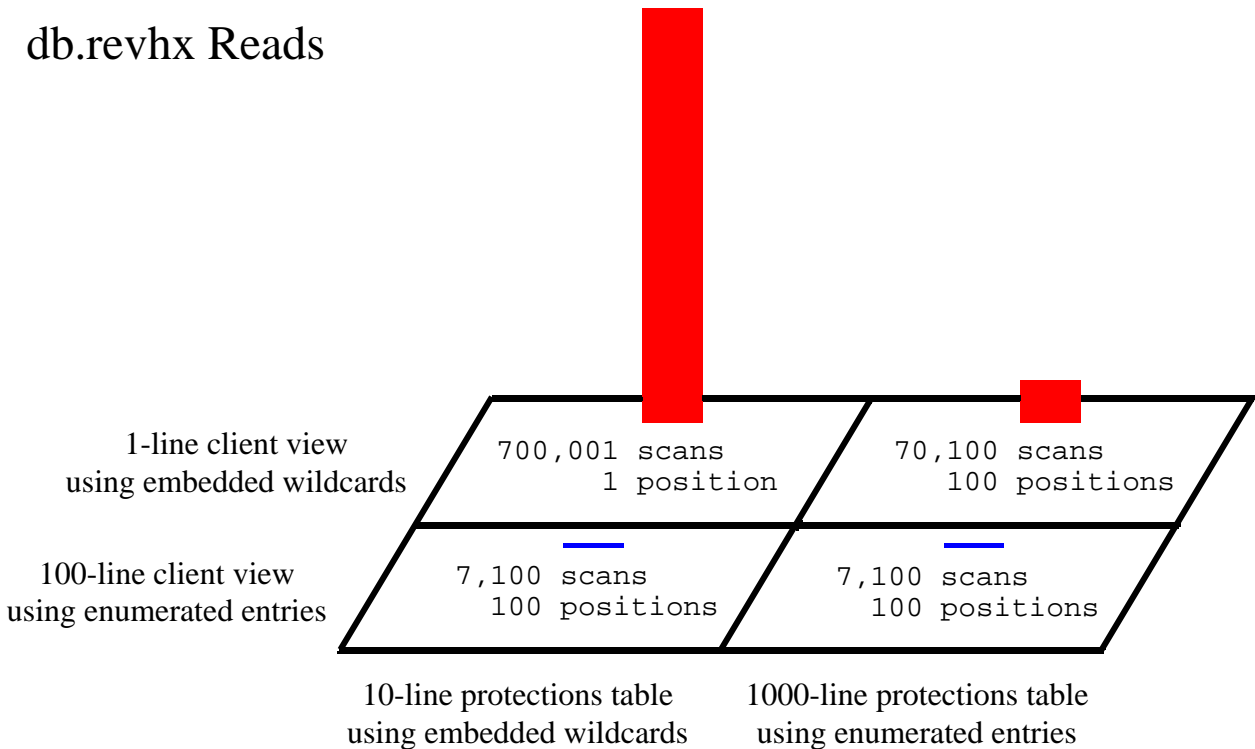 db.revhx Reads
1-line client view
using embedded wildcards
700,001 scans
1 position
70,100 scans
100 positions
100-line client view
using enumerated entries
7,100 scans
100 positions
7,100 scans
100 positions
10-line protections table
using embedded wildcards
1000-line protections table
using enumerated entries